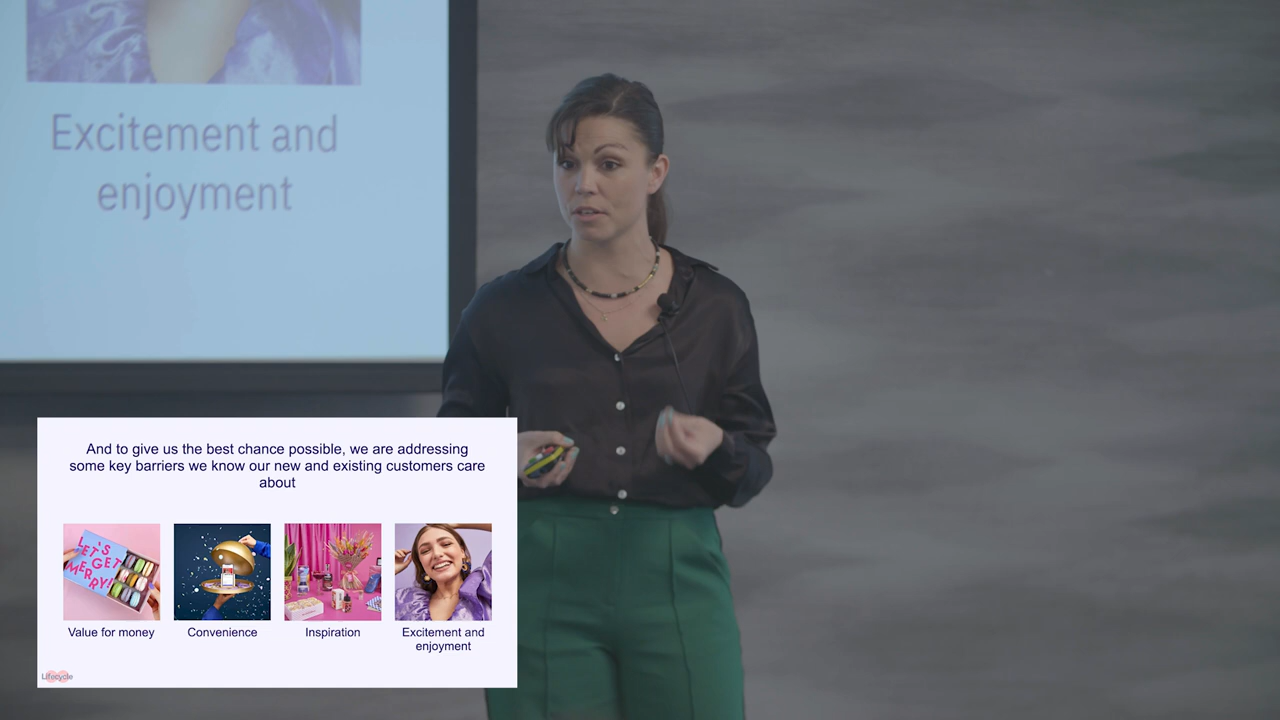 Excitement and
enjoyment
And to give us the best chance possible, we are addressing
some key barriers we know our new and existing customers care
about
LET'S
GET
MERRY!
Value for money
Convenience
Inspiration
Excitement and
enjoyment
Lifecycle